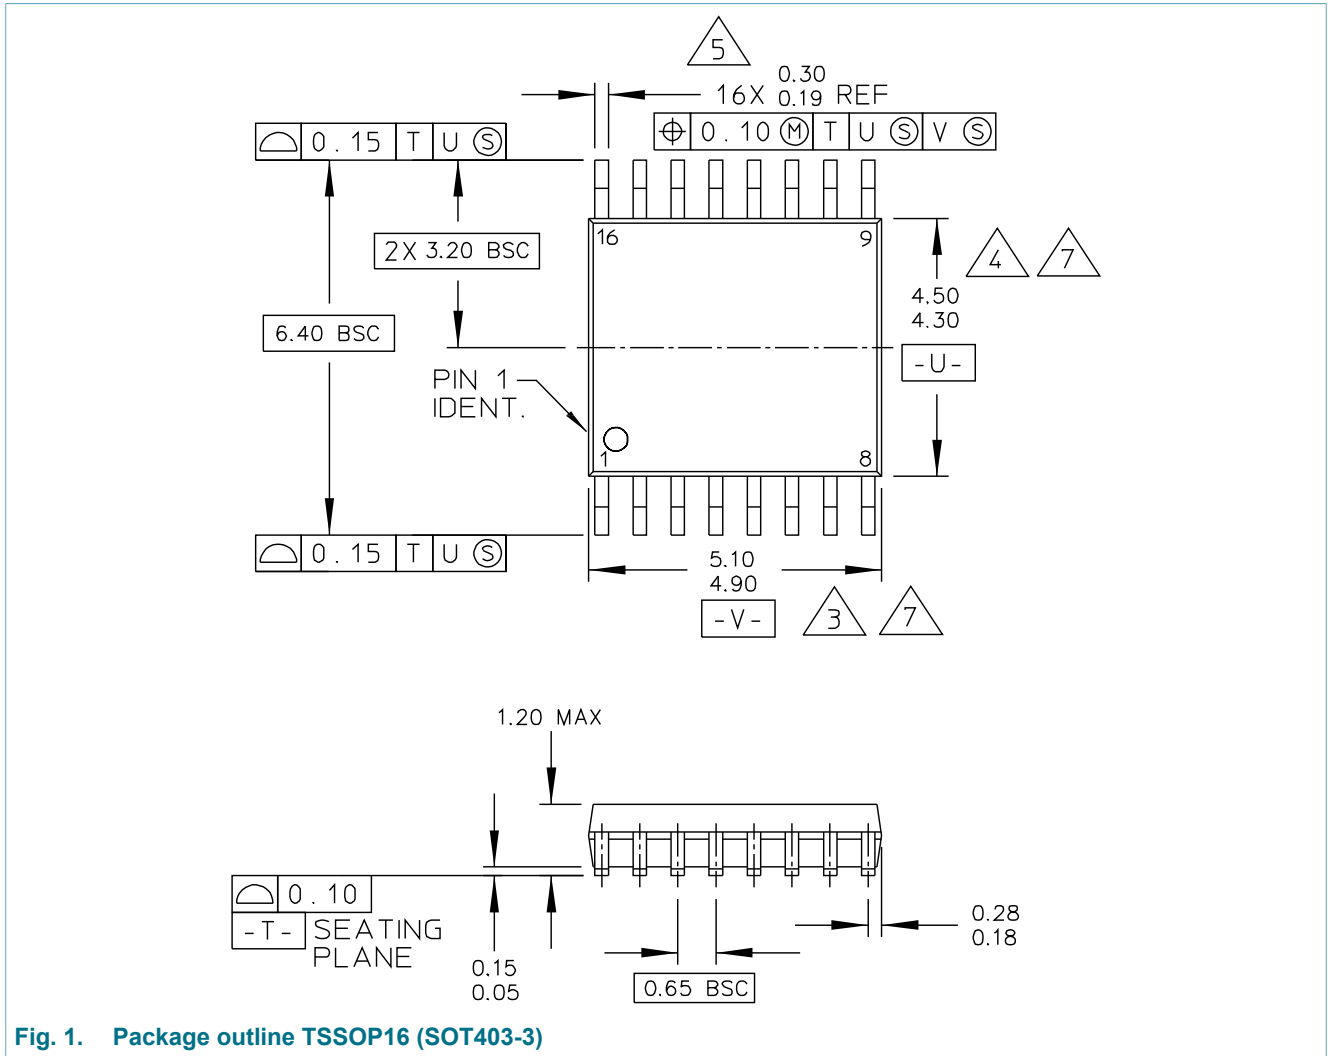 5
16X 0.30 REF
0.19
0.15 T U Ⓢ
⌖ 0.10 Ⓜ T U Ⓢ V Ⓢ
2X 3.20 BSC
16
9
4 7
4.50
4.30
6.40 BSC
-U-
PIN 1
IDENT.
1
8
0.15 T U Ⓢ
5.10
4.90
-V-
3 7
1.20 MAX
0.10
-T- SEATING
PLANE
0.28
0.18
0.15
0.05
0.65 BSC
Fig. 1. Package outline TSSOP16 (SOT403-3)